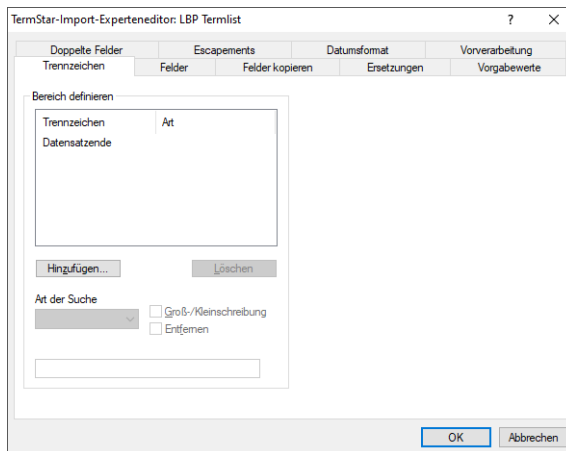 TermStar-Import-Experteneditor: LBP Termlist
Doppelte Felder Escapements Datumsformat Vorverarbeitung
Trennzeichen Felder Felder kopieren Ersetzungen Vorgabewerte
Bereich definieren
Trennzeichen Art
Datensatzende
Hinzufügen... Löschen
Art der Suche
Groß-/Kleinschreibung
Entfernen
OK Abbrechen